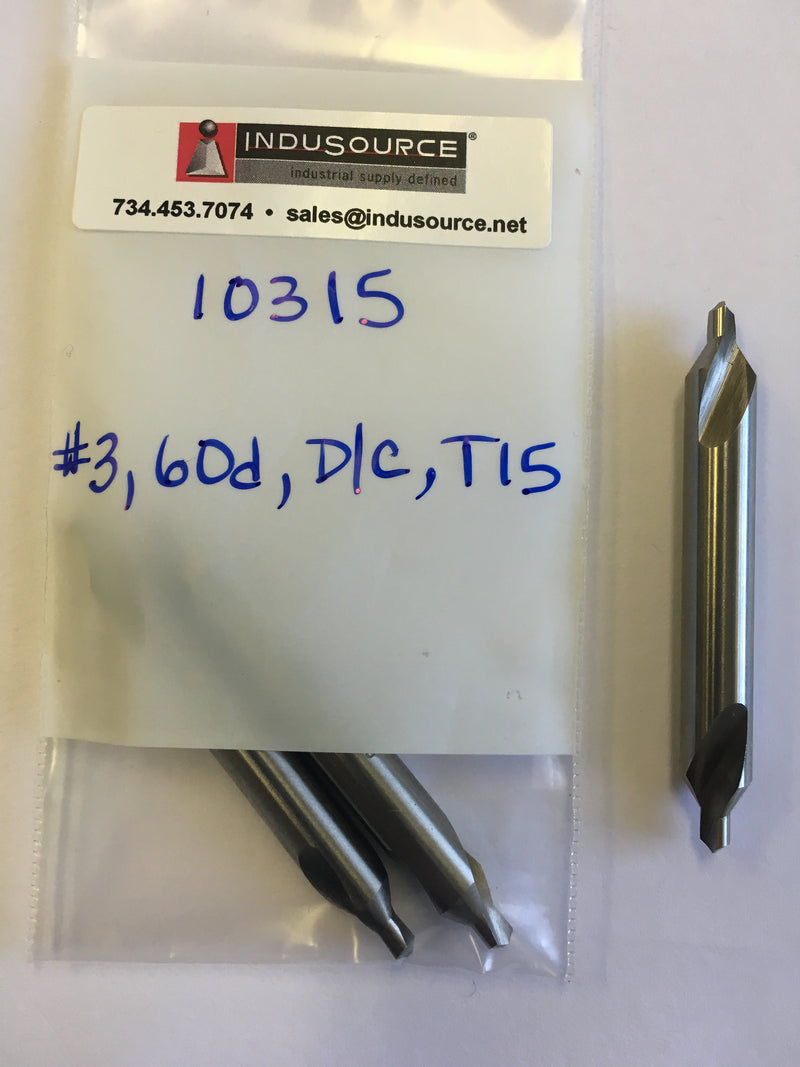 INDUSOURCE®
industrial supply defined
734.453.7074 • sales@indusource.net
10315
#3, 60d, D/C, T15